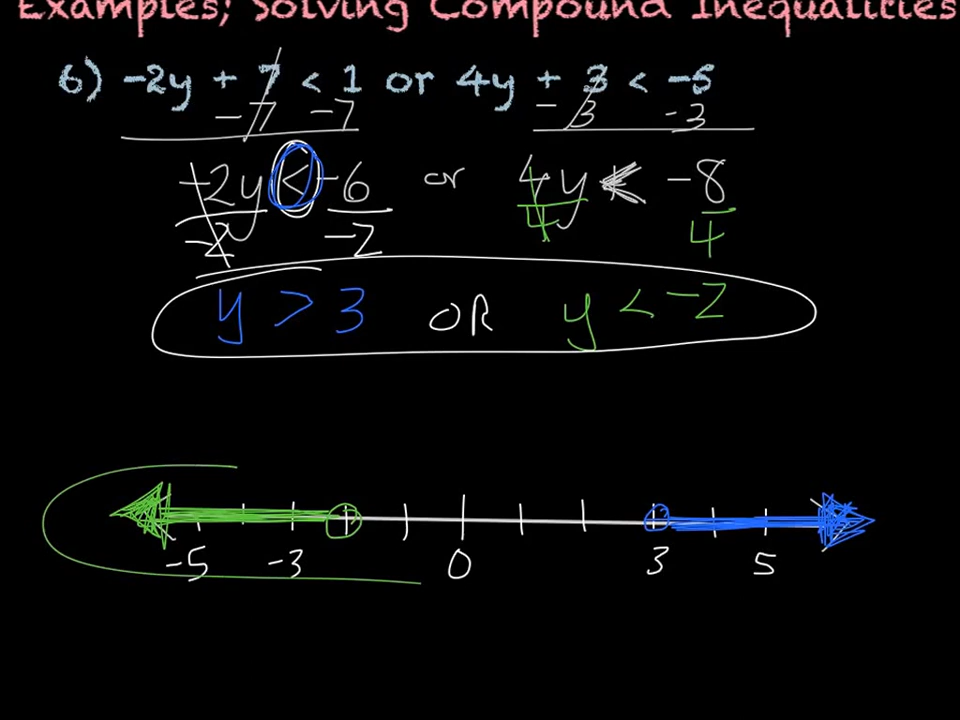 Examples; Solving Compound Inequalities
6) -2y + 7 < 1 or 4y + 3 < -5
-7 -7 -3 -3
-2y < -6 or 4y < -8
-2 -2 4 4
y > 3 OR y < -2
-5 -3 0 3 5